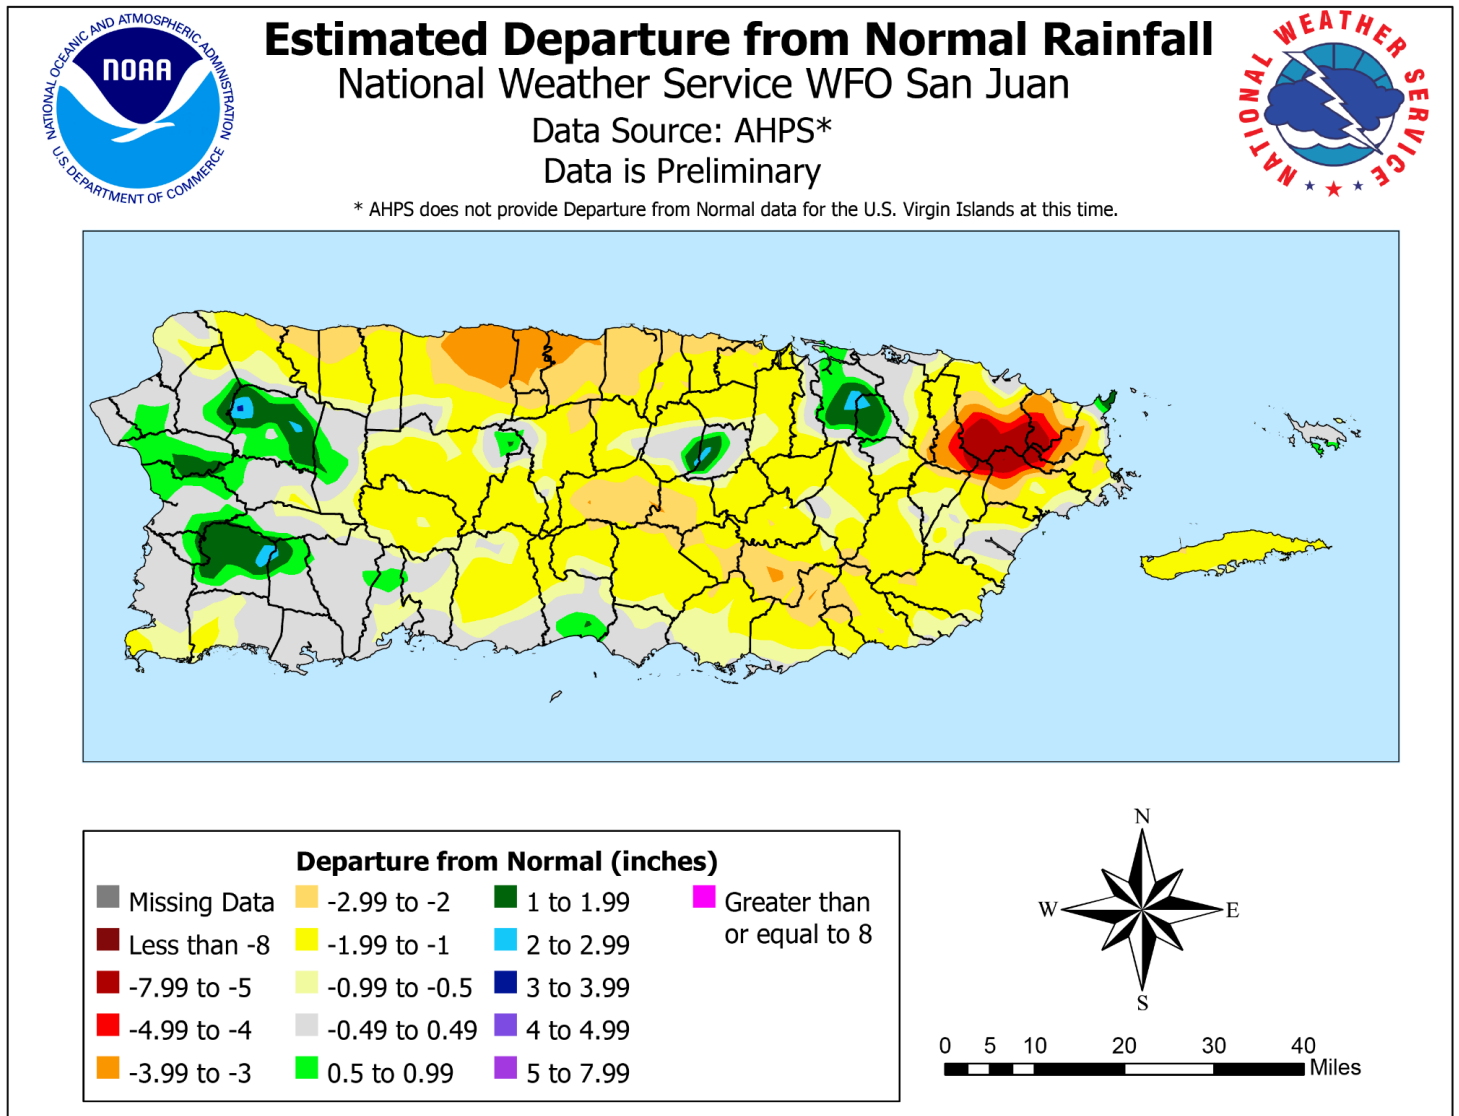 Estimated Departure from Normal Rainfall
National Weather Service WFO San Juan
Data Source: AHPS*
Data is Preliminary
* AHPS does not provide Departure from Normal data for the U.S. Virgin Islands at this time.
NATIONAL OCEANIC AND ATMOSPHERIC ADMINISTRATION
NOAA
U.S. DEPARTMENT OF COMMERCE
NATIONAL WEATHER SERVICE
Departure from Normal (inches)
Missing Data
Less than -8
-7.99 to -5
-4.99 to -4
-3.99 to -3
-2.99 to -2
-1.99 to -1
-0.99 to -0.5
-0.49 to 0.49
0.5 to 0.99
1 to 1.99
2 to 2.99
3 to 3.99
4 to 4.99
5 to 7.99
Greater than
or equal to 8
N
W E
S
0 5 10 20 30 40
Miles